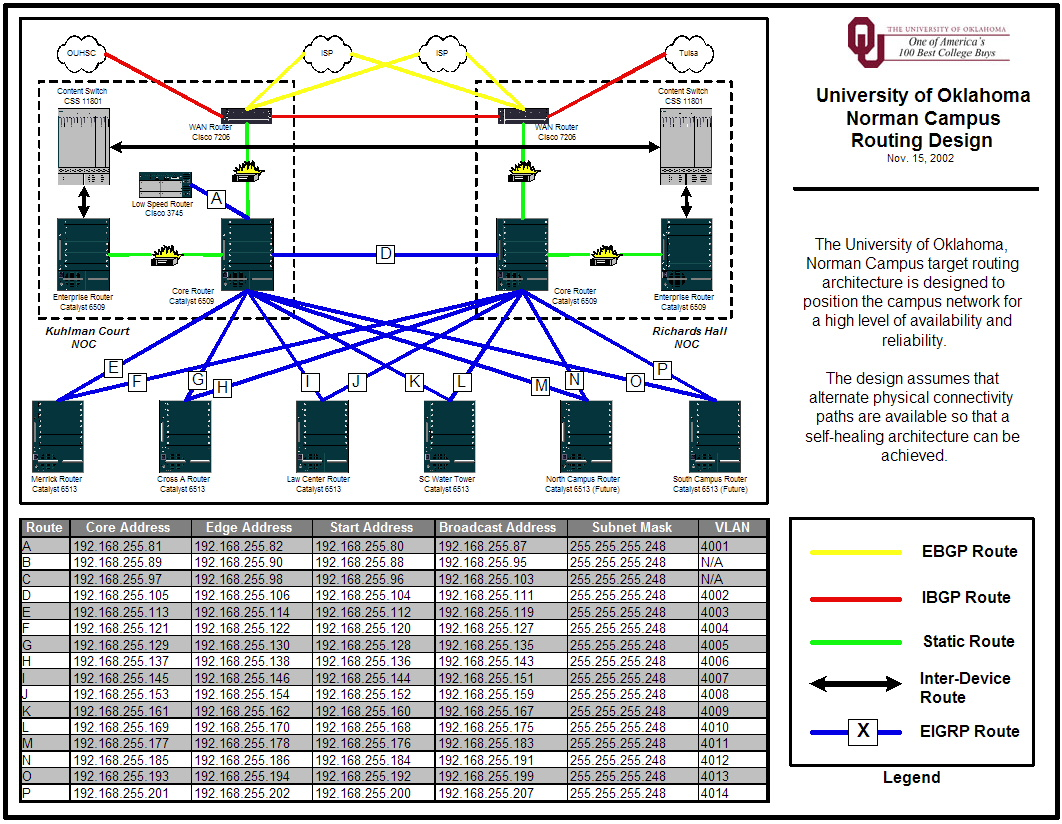 THE UNIVERSITY OF OKLAHOMA
One of America's
100 Best College Buys
University of Oklahoma
Norman Campus
Routing Design
Nov. 15, 2002
The University of Oklahoma,
Norman Campus target routing
architecture is designed to
position the campus network for
a high level of availability and
reliability.
The design assumes that
alternate physical connectivity
paths are available so that a
self-healing architecture can be
achieved.
OUHSC
ISP
ISP
Tulsa
Content Switch
CSS 11801
Content Switch
CSS 11801
WAN Router
Cisco 7206
WAN Router
Cisco 7206
Low Speed Router
Cisco 3745
A
D
Enterprise Router
Catalyst 6509
Core Router
Catalyst 6509
Core Router
Catalyst 6509
Enterprise Router
Catalyst 6509
Kuhlman Court
NOC
Richards Hall
NOC
E
F
G
H
I
J
K
L
M
N
O
P
Merrick Router
Catalyst 6513
Cross A Router
Catalyst 6513
Law Center Router
Catalyst 6513
SC Water Tower
Catalyst 6513
North Campus Router
Catalyst 6513 (Future)
South Campus Router
Catalyst 6513 (Future)
Route Core Address Edge Address Start Address Broadcast Address Subnet Mask VLAN
A 192.168.255.81 192.168.255.82 192.168.255.80 192.168.255.87 255.255.255.248 4001
B 192.168.255.89 192.168.255.90 192.168.255.88 192.168.255.95 255.255.255.248 N/A
C 192.168.255.97 192.168.255.98 192.168.255.96 192.168.255.103 255.255.255.248 N/A
D 192.168.255.105 192.168.255.106 192.168.255.104 192.168.255.111 255.255.255.248 4002
E 192.168.255.113 192.168.255.114 192.168.255.112 192.168.255.119 255.255.255.248 4003
F 192.168.255.121 192.168.255.122 192.168.255.120 192.168.255.127 255.255.255.248 4004
G 192.168.255.129 192.168.255.130 192.168.255.128 192.168.255.135 255.255.255.248 4005
H 192.168.255.137 192.168.255.138 192.168.255.136 192.168.255.143 255.255.255.248 4006
I 192.168.255.145 192.168.255.146 192.168.255.144 192.168.255.151 255.255.255.248 4007
J 192.168.255.153 192.168.255.154 192.168.255.152 192.168.255.159 255.255.255.248 4008
K 192.168.255.161 192.168.255.162 192.168.255.160 192.168.255.167 255.255.255.248 4009
L 192.168.255.169 192.168.255.170 192.168.255.168 192.168.255.175 255.255.255.248 4010
M 192.168.255.177 192.168.255.178 192.168.255.176 192.168.255.183 255.255.255.248 4011
N 192.168.255.185 192.168.255.186 192.168.255.184 192.168.255.191 255.255.255.248 4012
O 192.168.255.193 192.168.255.194 192.168.255.192 192.168.255.199 255.255.255.248 4013
P 192.168.255.201 192.168.255.202 192.168.255.200 192.168.255.207 255.255.255.248 4014
EBGP Route
IBGP Route
Static Route
Inter-Device
Route
X
EIGRP Route
Legend